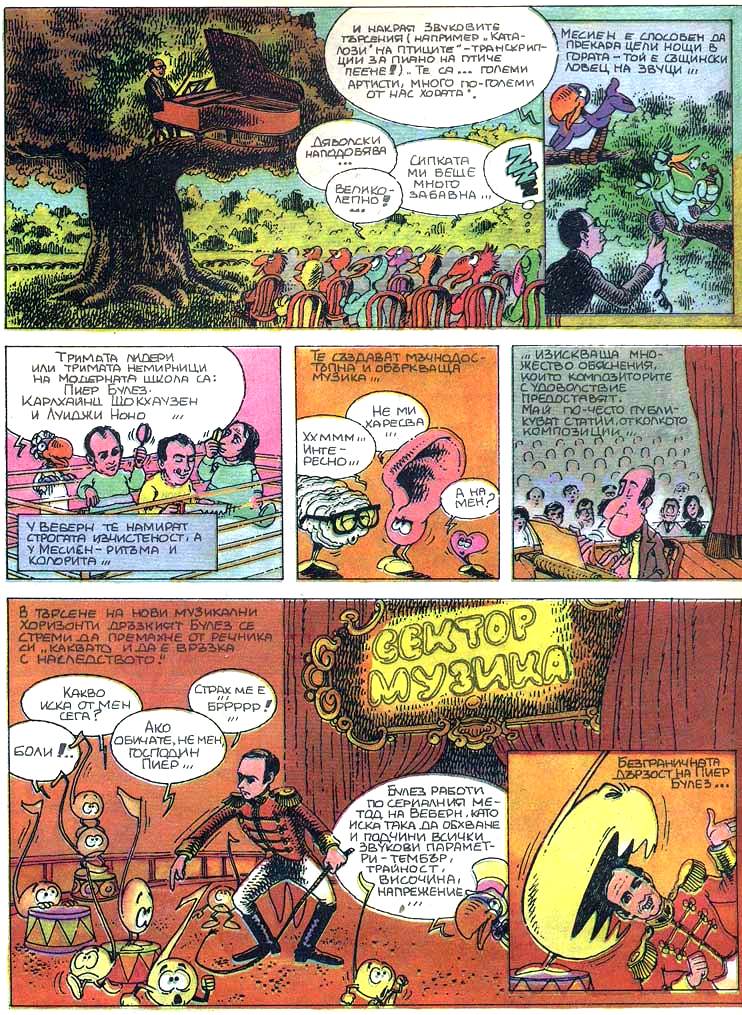 И НАКРАЯ ЗВУКОВИТЕ
ТЪРСЕНИЯ (НАПРИМЕР „КАТА-
ЛОЗИ" НА ПТИЦИТЕ"-ТРАНСКРИП-
ЦИИ ЗА ПИАНО НА ПТИЧЕ
ПЕЕНЕ!).. ТЕ СА ... ГОЛЕМИ
АРТИСТИ, МНОГО ПО-ГОЛЕМИ
ОТ НАС ХОРАТА".
ДЯВОЛСКИ
НАПОДОБЯВА
...
ВЕЛИКО-
ЛЕПНО!
...
СИПКАТА
МИ БЕШЕ
МНОГО
ЗАБАВНА...
ZZZ
МЕСИЕН Е СПОСОБЕН ДА
ПРЕКАРА ЦЕЛИ НОЩИ В
ГОРАТА - ТОЙ Е СЪЩИНСКИ
ЛОВЕЦ НА ЗВУЦИ ...
ТРИМАТА ЛИДЕРИ
ИЛИ ТРИМАТА НЕМИРНИЦИ
НА МОДЕРНАТА ШКОЛА СА:
ПИЕР БУЛЕЗ.
КАРЛХАЙНЦ ЩОКХАУЗЕН
И ЛУИДЖИ НОНО ...
У ВЕБЕРН ТЕ НАМИРАТ
СТРОГАТА ИЗЧИСТЕНОСТ, А
У МЕСИЕН-РИТЪМА И
КОЛОРИТА ...
ТЕ СЪЗДАВАТ МЪЧНОДОС-
ТЪПНА И ОБЪРКВАЩА
МУЗИКА ...
ХХМММ ...
ИНТЕ-
РЕСНО ...
НЕ МИ
ХАРЕСВА
...
А НА
МЕН?
... ИЗИСКВАЩА МНО-
ЖЕСТВО ОБЯСНЕНИЯ,
КОИТО КОМПОЗИТОРИТЕ
С УДОВОЛСТВИЕ
ПРЕДОСТАВЯТ.
МАЙ ПО-ЧЕСТО ПУБЛИ-
КУВАТ СТАТИИ, ОТКОЛКОТО
КОМПОЗИЦИИ ...
В ТЪРСЕНЕ НА НОВИ МУЗИКАЛНИ
ХОРИЗОНТИ ДРЪЗКИЯТ БУЛЕЗ СЕ
СТРЕМИ ДА ПРЕМАХНЕ ОТ РЕЧНИКА
СИ „КАКВАТО И ДА Е ВРЪЗКА
С НАСЛЕДСТВОТО!"
СЕКТОР
МУЗИКА
КАКВО
ИСКА ОТ МЕН
СЕГА?
СТРАХ МЕ Е
...
БРРРРР!
...
БОЛИ!..
АКО
ОБИЧАТЕ, НЕ МЕН,
ГОСПОДИН
ПИЕР ...
БУЛЕЗ РАБОТИ
ПО СЕРИАЛНИЯ МЕ-
ТОД НА ВЕБЕРН, КАТО
ИСКА ТАКА ДА ОБХВАНЕ
И ПОДЧИНИ ВСИЧКИ
ЗВУКОВИ ПАРАМЕТ-
РИ - ТЕМБЪР,
ТРАЙНОСТ,
ВИСОЧИНА,
НАПРЕЖЕНИЕ
...
БЕЗГРАНИЧНАТА
ДЪРЗОСТ НА ПИЕР
БУЛЕЗ ...